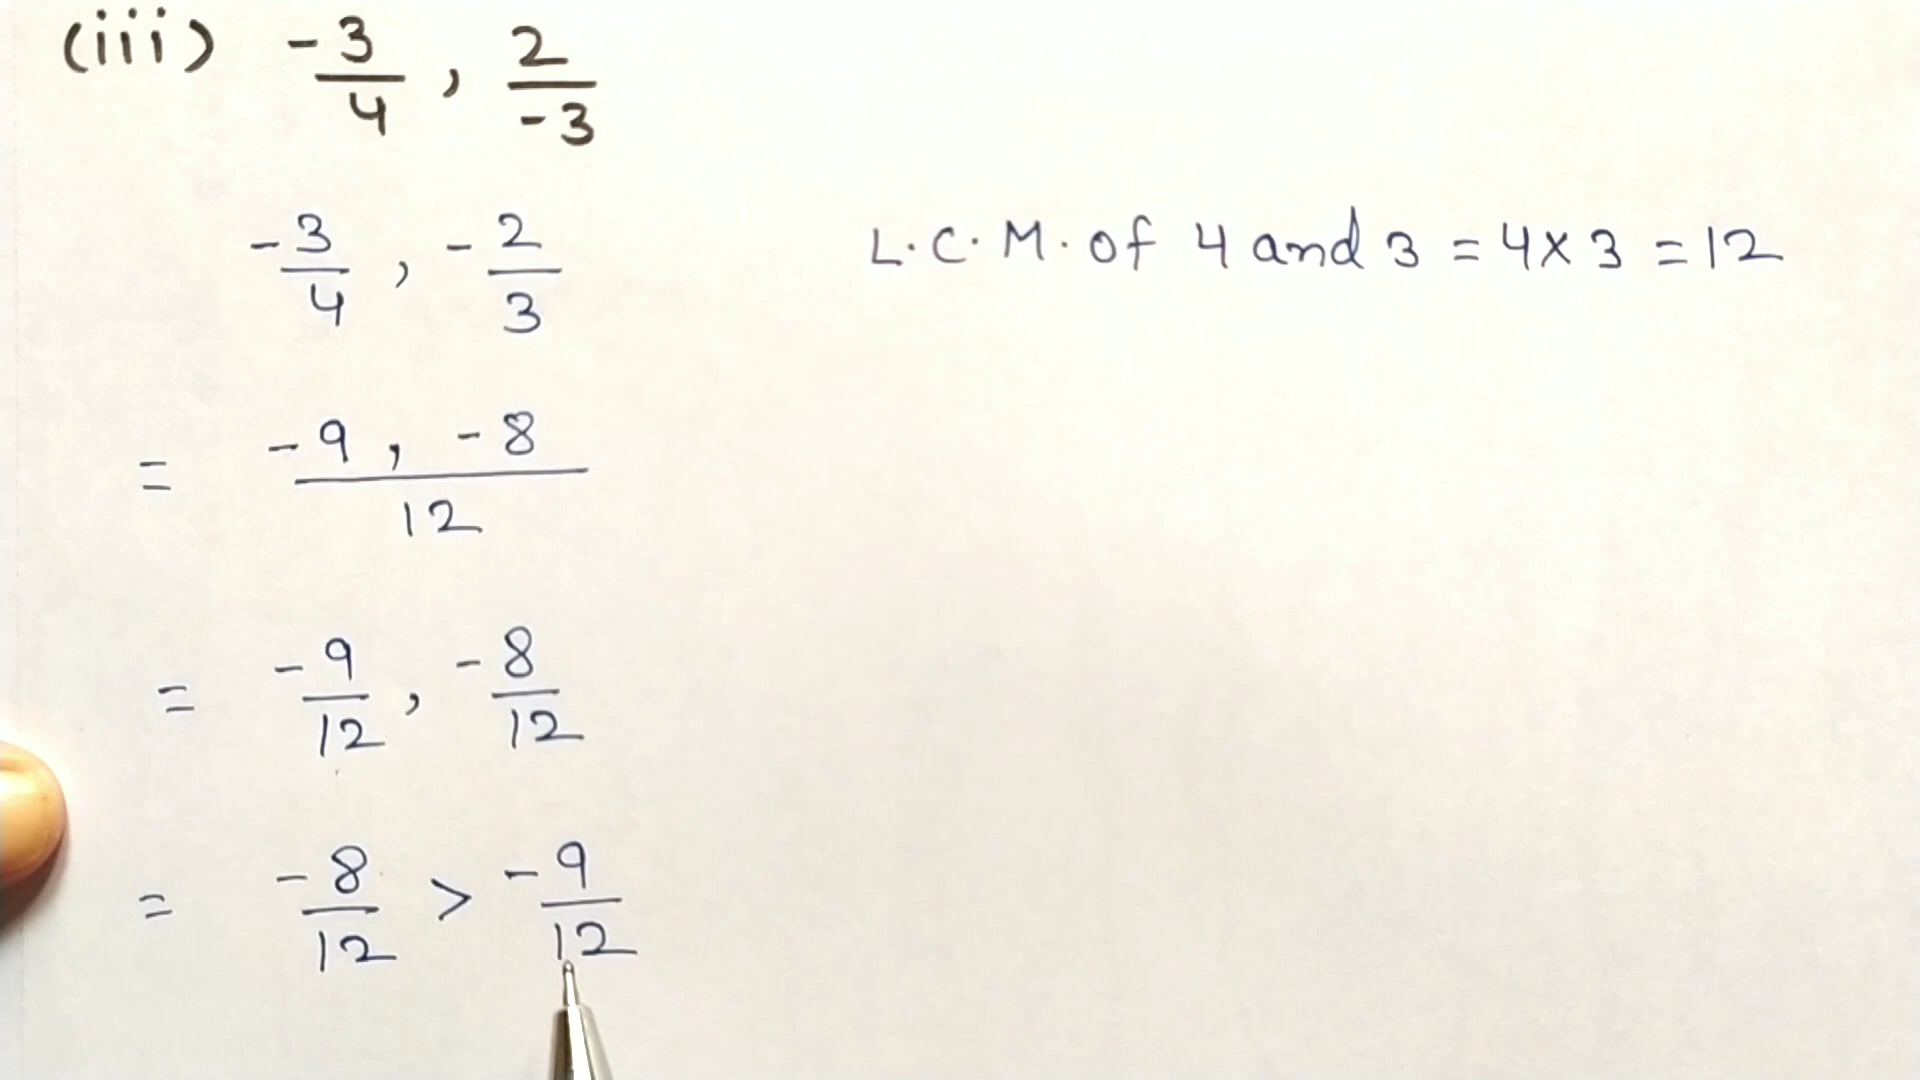 (iii) -3/4 , 2/-3
-3/4 , -2/3 L.C.M. of 4 and 3 = 4×3 = 12
= -9, -8/12
= -9/12 , -8/12
= -8/12 > -9/12